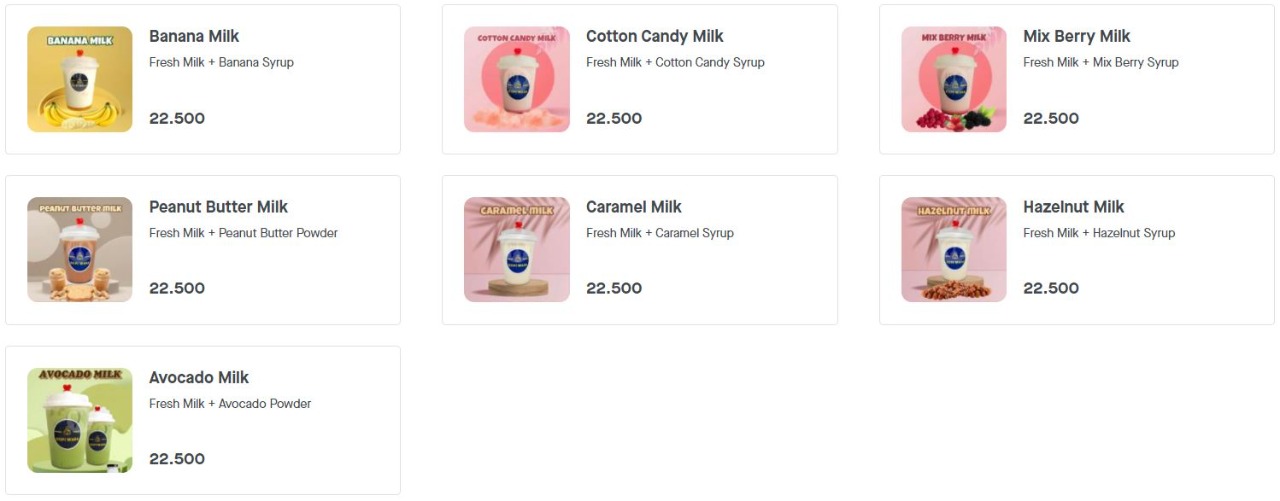 BANANA MILK
Banana Milk
Fresh Milk + Banana Syrup
22.500
COTTON CANDY MILK
Cotton Candy Milk
Fresh Milk + Cotton Candy Syrup
22.500
MIX BERRY MILK
Mix Berry Milk
Fresh Milk + Mix Berry Syrup
22.500
PEANUT BUTTER MILK
Peanut Butter Milk
Fresh Milk + Peanut Butter Powder
22.500
CARAMEL MILK
Caramel Milk
Fresh Milk + Caramel Syrup
22.500
HAZELNUT MILK
Hazelnut Milk
Fresh Milk + Hazelnut Syrup
22.500
AVOCADO MILK
Avocado Milk
Fresh Milk + Avocado Powder
22.500